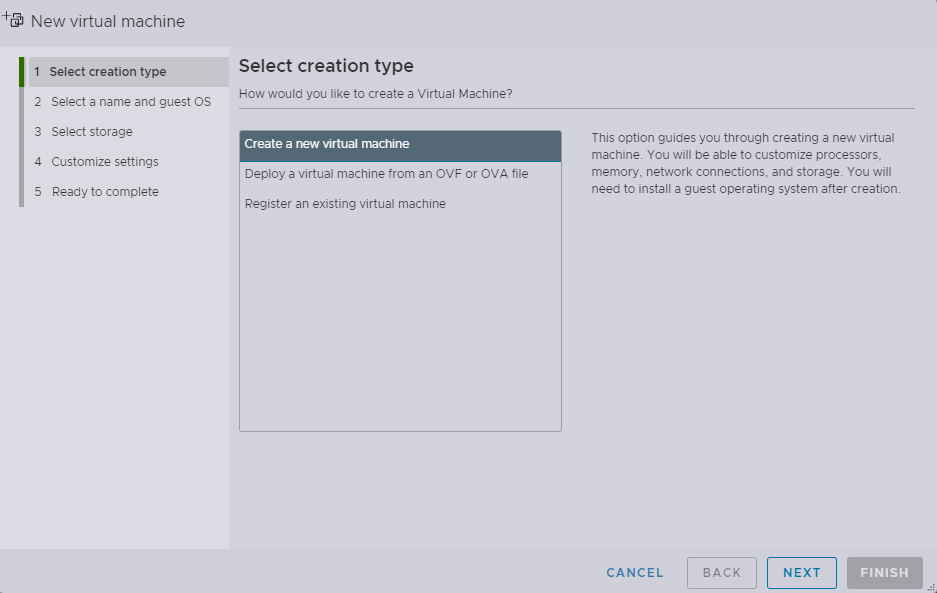 New virtual machine
1 Select creation type
2 Select a name and guest OS
3 Select storage
4 Customize settings
5 Ready to complete
Select creation type
How would you like to create a Virtual Machine?
Create a new virtual machine
Deploy a virtual machine from an OVF or OVA file
Register an existing virtual machine
This option guides you through creating a new virtual
machine. You will be able to customize processors,
memory, network connections, and storage. You will
need to install a guest operating system after creation.
CANCEL
BACK
NEXT
FINISH